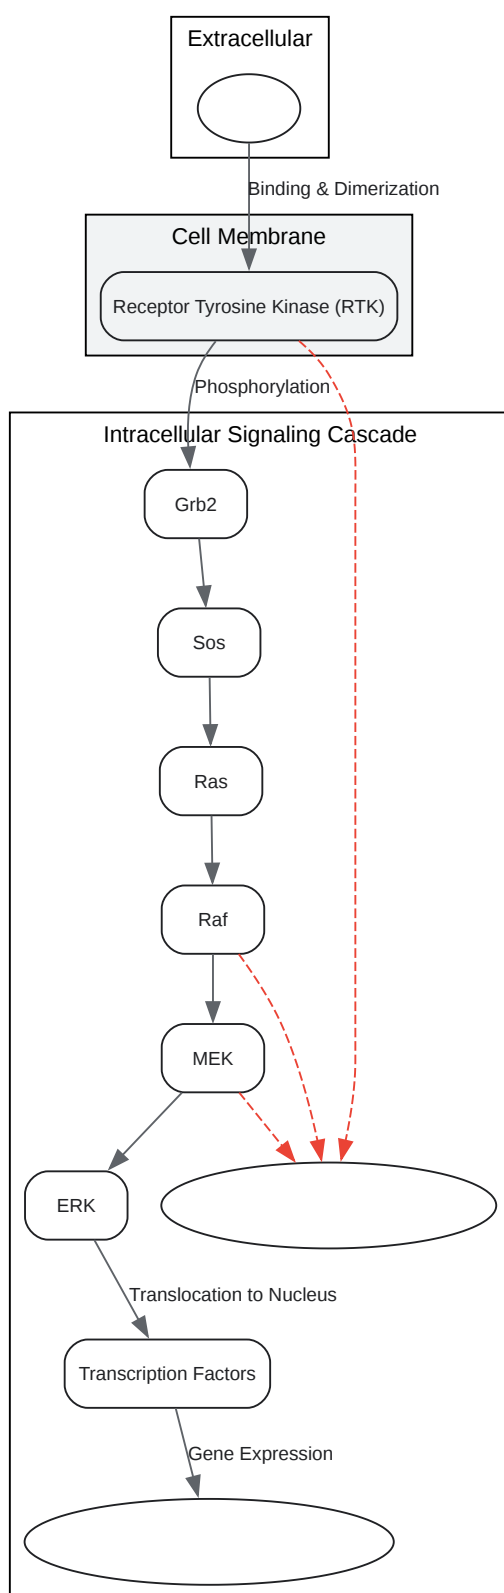 Extracellular
Binding & Dimerization
Cell Membrane
Receptor Tyrosine Kinase (RTK)
Phosphorylation
Intracellular Signaling Cascade
Grb2
Sos
Ras
Raf
MEK
ERK
Translocation to Nucleus
Transcription Factors
Gene Expression